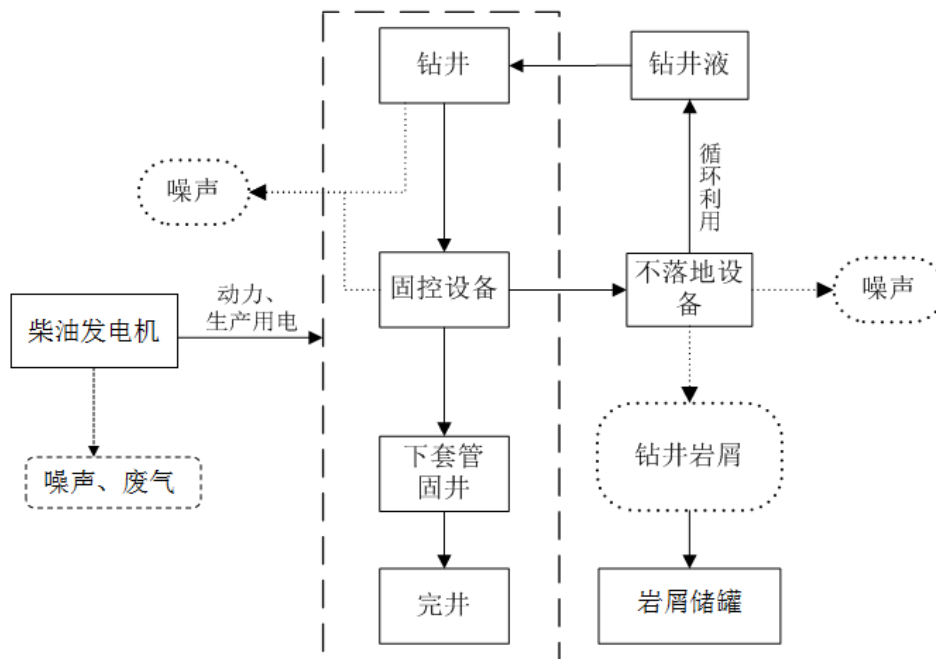 钻井
钻井液
循环利用
噪声
固控设备
不落地设
备
噪声
动力、
生产用电
柴油发电机
噪声、废气
下套管
固井
钻井岩屑
完井
岩屑储罐